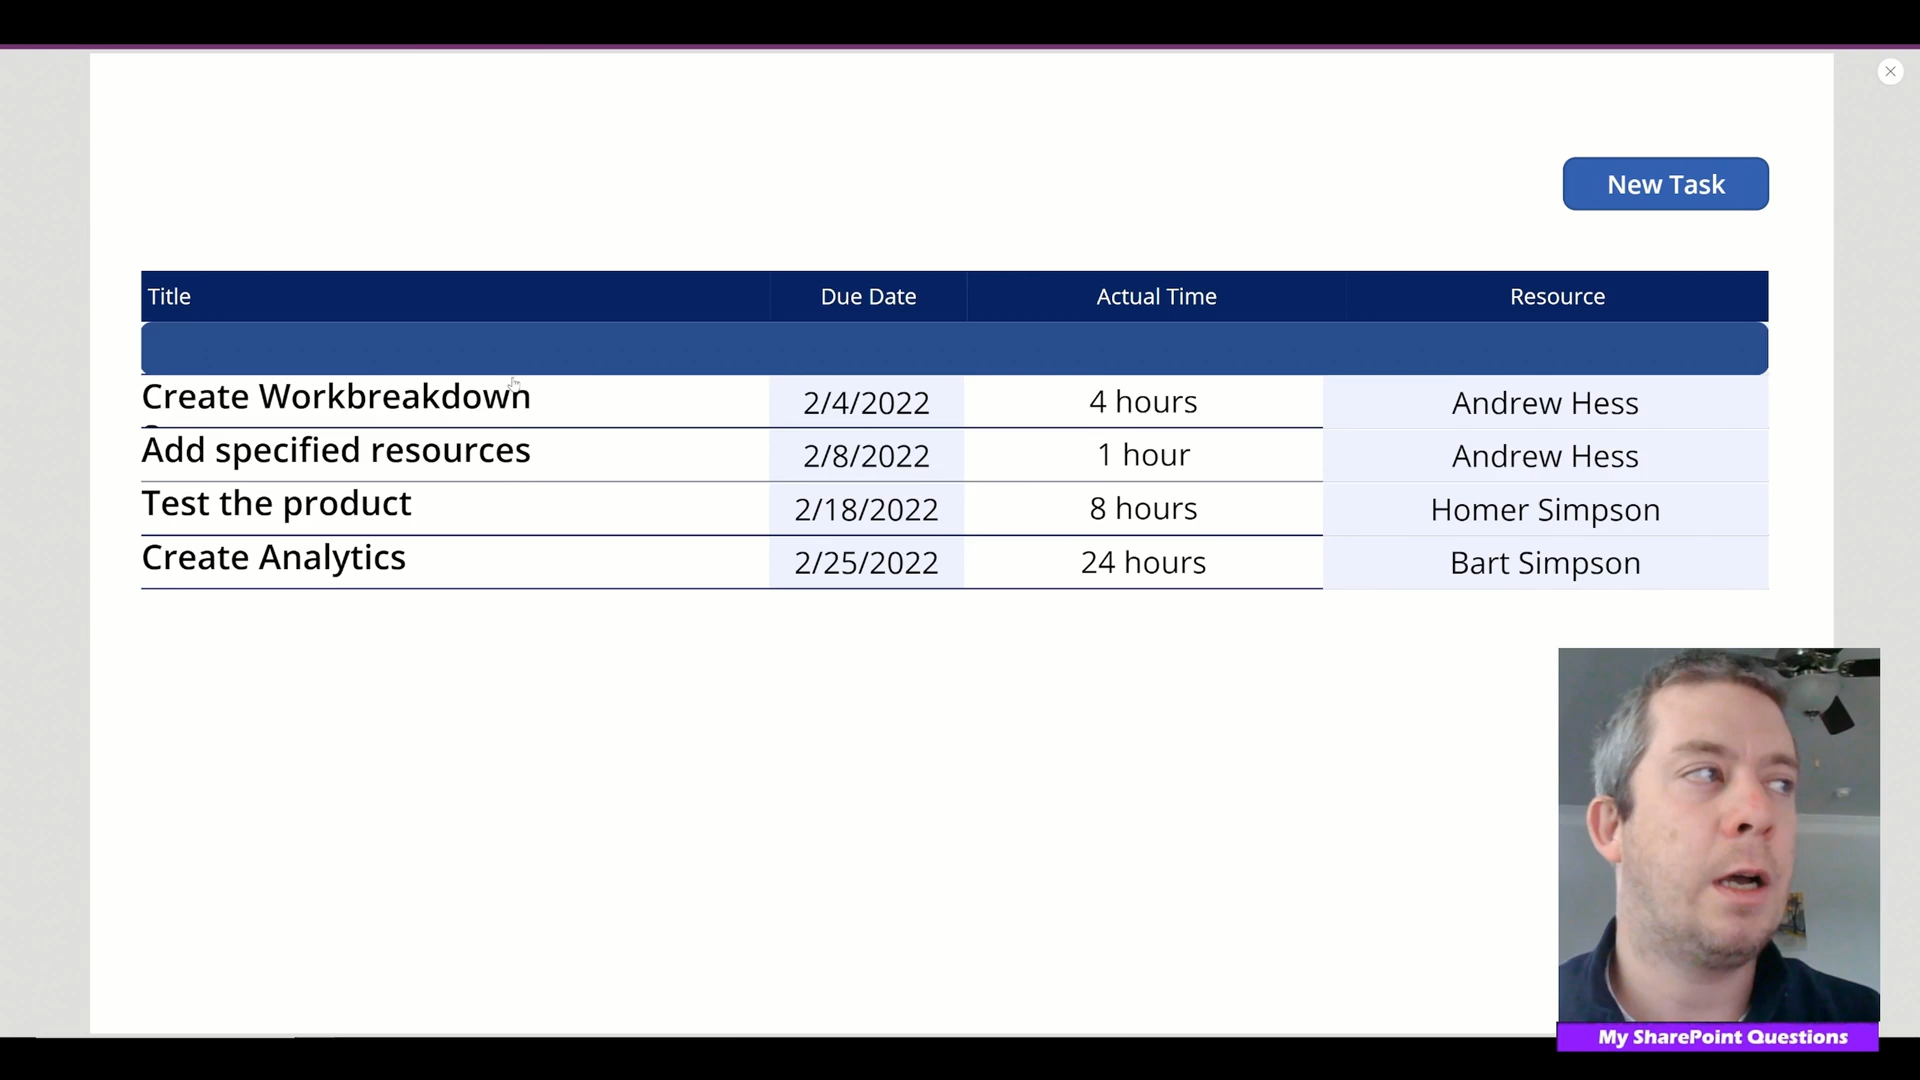 New Task
Title Due Date Actual Time Resource
Create Workbreakdown 2/4/2022 4 hours Andrew Hess
Add specified resources 2/8/2022 1 hour Andrew Hess
Test the product 2/18/2022 8 hours Homer Simpson
Create Analytics 2/25/2022 24 hours Bart Simpson
My SharePoint Questions